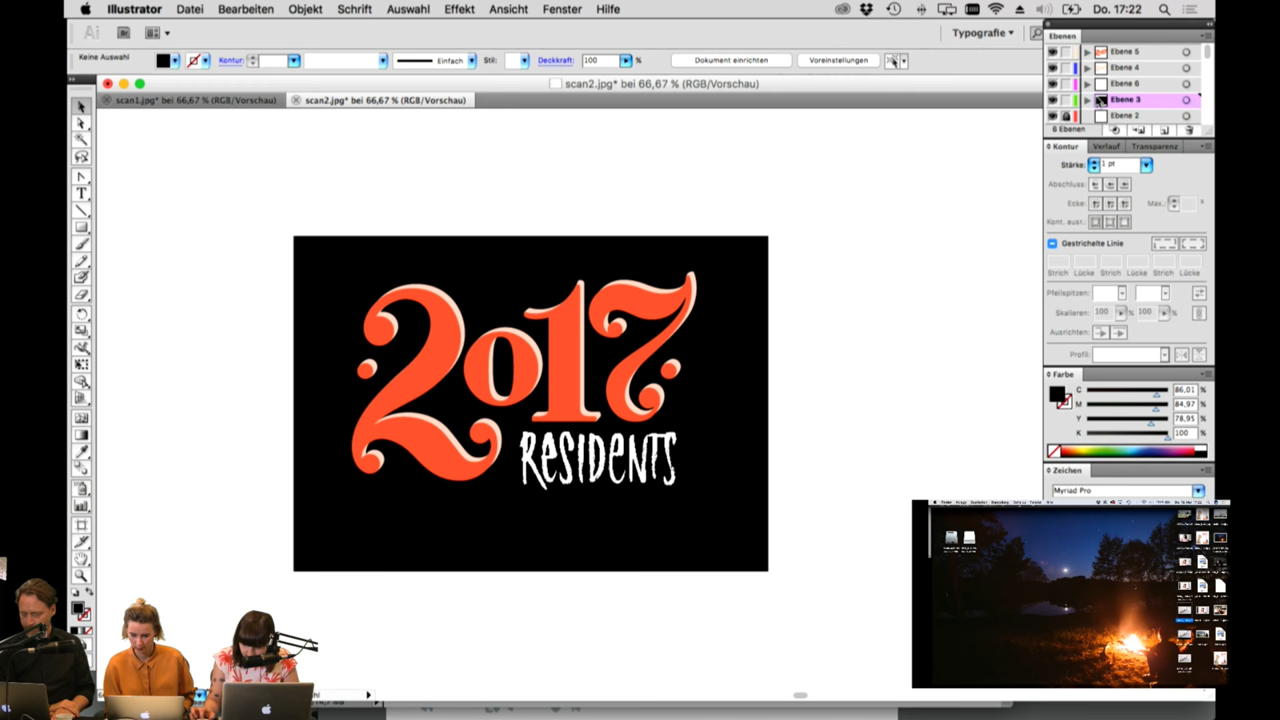 Illustrator Datei Bearbeiten Objekt Schrift Auswahl Effekt Ansicht Fenster Hilfe Do. 17:22
Ai Br Typografie
Keine Auswahl Kontur: Einfach Stil: Deckkraft: 100 % Dokument einrichten Voreinstellungen
scan2.jpg* bei 66,67 % (RGB/Vorschau)
scan1.jpg* bei 66,67 % (RGB/Vorschau) scan2.jpg* bei 66,67 % (RGB/Vorschau)
Ebenen
Ebene 5
Ebene 4
Ebene 6
Ebene 3
Ebene 2
6 Ebenen
Kontur Verlauf Transparenz
Stärke: 1 pt
Abschluss:
Ecke: Max.:
Kont. ausr.:
Gestrichelte Linie
Strich Lücke Strich Lücke Strich Lücke
Pfeilspitzen:
Skalieren: 100 100 %
Ausrichten:
Profil:
Farbe
C 86,01 %
M 84,97 %
Y 78,95 %
K 100 %
Zeichen
Myriad Pro
2017
RESIDENTS